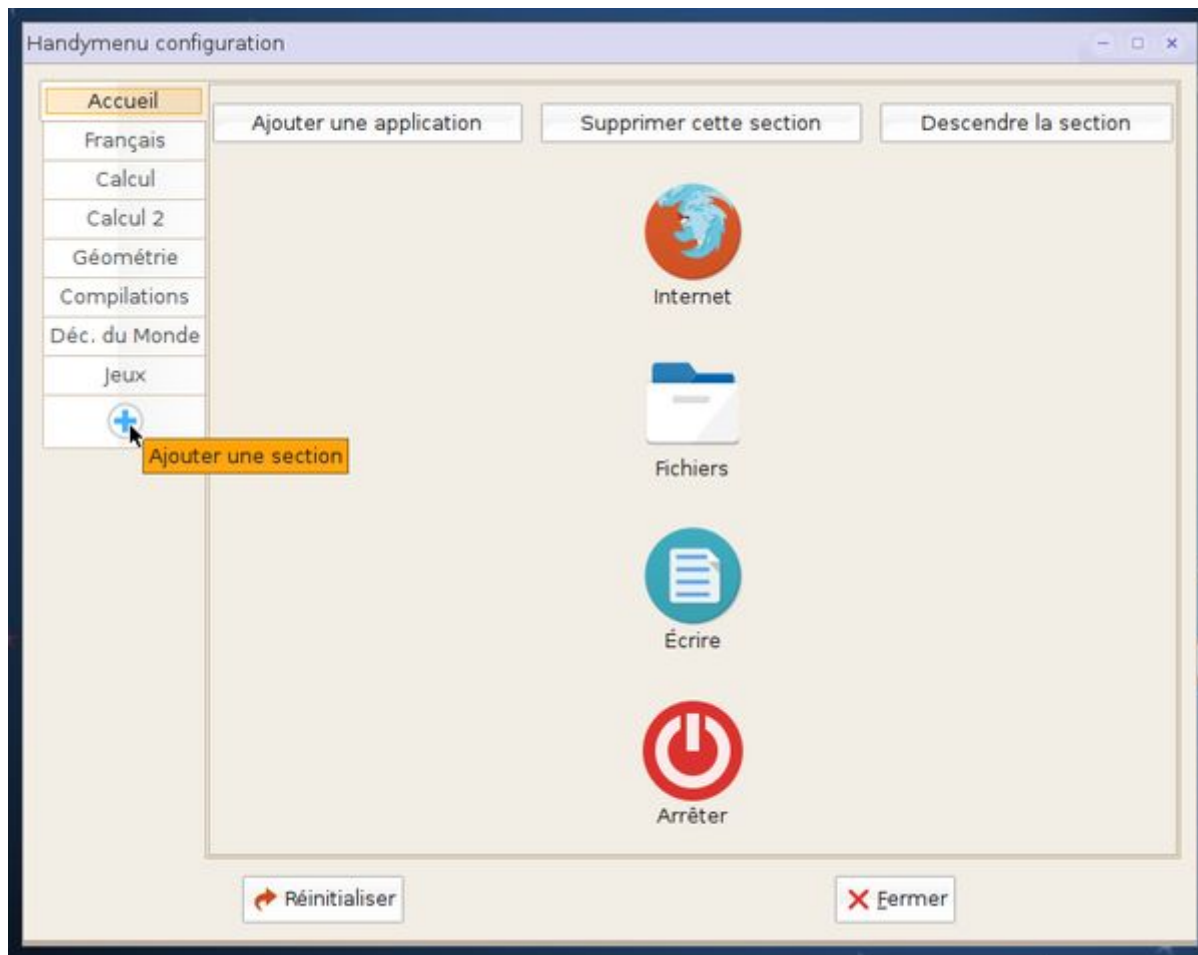 Handymenu configuration
Accueil
Français
Calcul
Calcul 2
Géométrie
Compilations
Déc. du Monde
Jeux
Ajouter une section
Ajouter une application
Supprimer cette section
Descendre la section
Internet
Fichiers
Écrire
Arrêter
Réinitialiser
Fermer